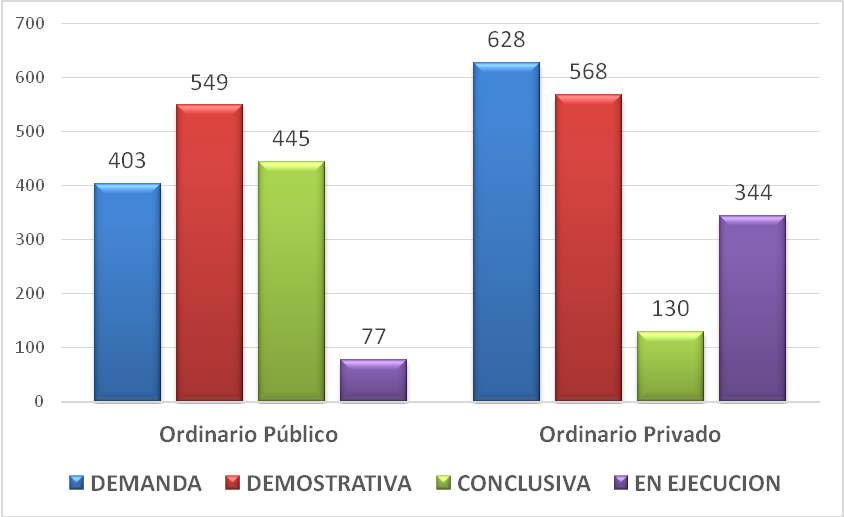 700
600
500
400
300
200
100
0
403
549
445
77
628
568
130
344
Ordinario Público
Ordinario Privado
DEMANDA
DEMOSTRATIVA
CONCLUSIVA
EN EJECUCION